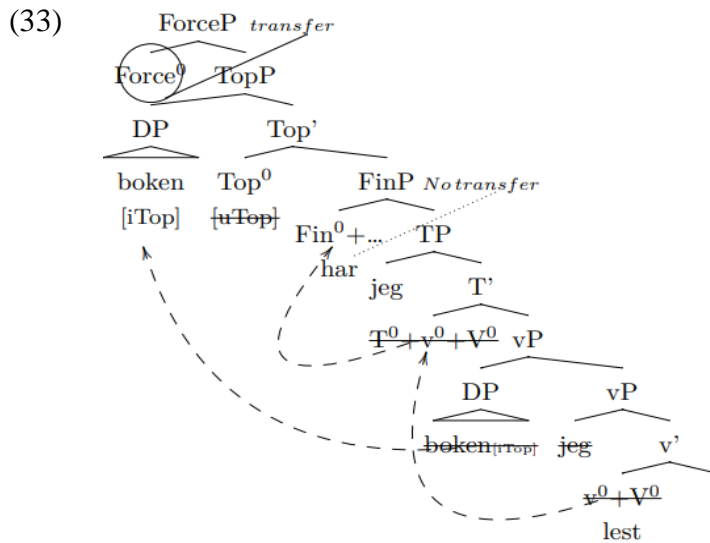 (33)
ForceP transfer
Force⁰ TopP
DP Top'
boken Top⁰ FinP No transfer
[iTop] [uTop] Fin⁰+... TP
har
jeg T'
T⁰+v⁰+V⁰ vP
DP vP
boken[iTop] jeg v'
v⁰+V⁰
lest